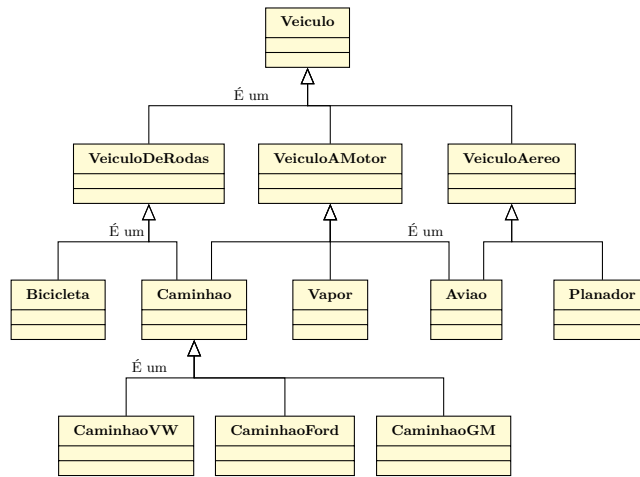 Veiculo
É um
VeiculoDeRodas
VeiculoAMotor
VeiculoAereo
É um
É um
Bicicleta
Caminhao
Vapor
Aviao
Planador
É um
CaminhaoVW
CaminhaoFord
CaminhaoGM